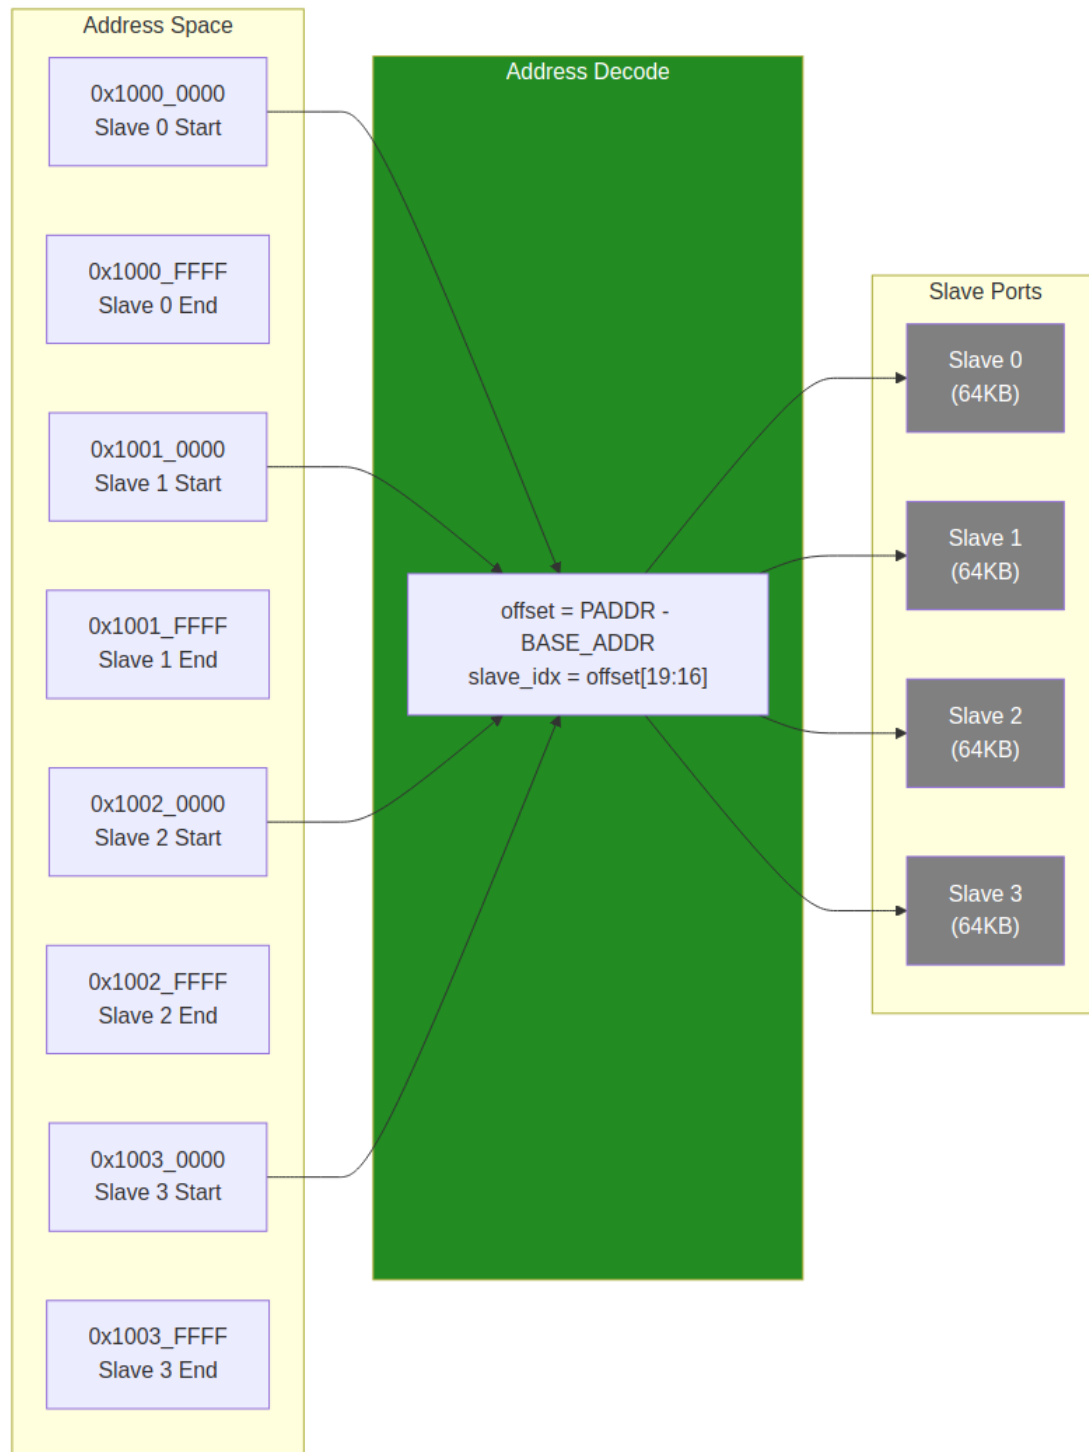 Address Space
0x1000_0000
Slave 0 Start
0x1000_FFFF
Slave 0 End
0x1001_0000
Slave 1 Start
0x1001_FFFF
Slave 1 End
0x1002_0000
Slave 2 Start
0x1002_FFFF
Slave 2 End
0x1003_0000
Slave 3 Start
0x1003_FFFF
Slave 3 End
Address Decode
offset = PADDR -
BASE_ADDR
slave_idx = offset[19:16]
Slave Ports
Slave 0
(64KB)
Slave 1
(64KB)
Slave 2
(64KB)
Slave 3
(64KB)